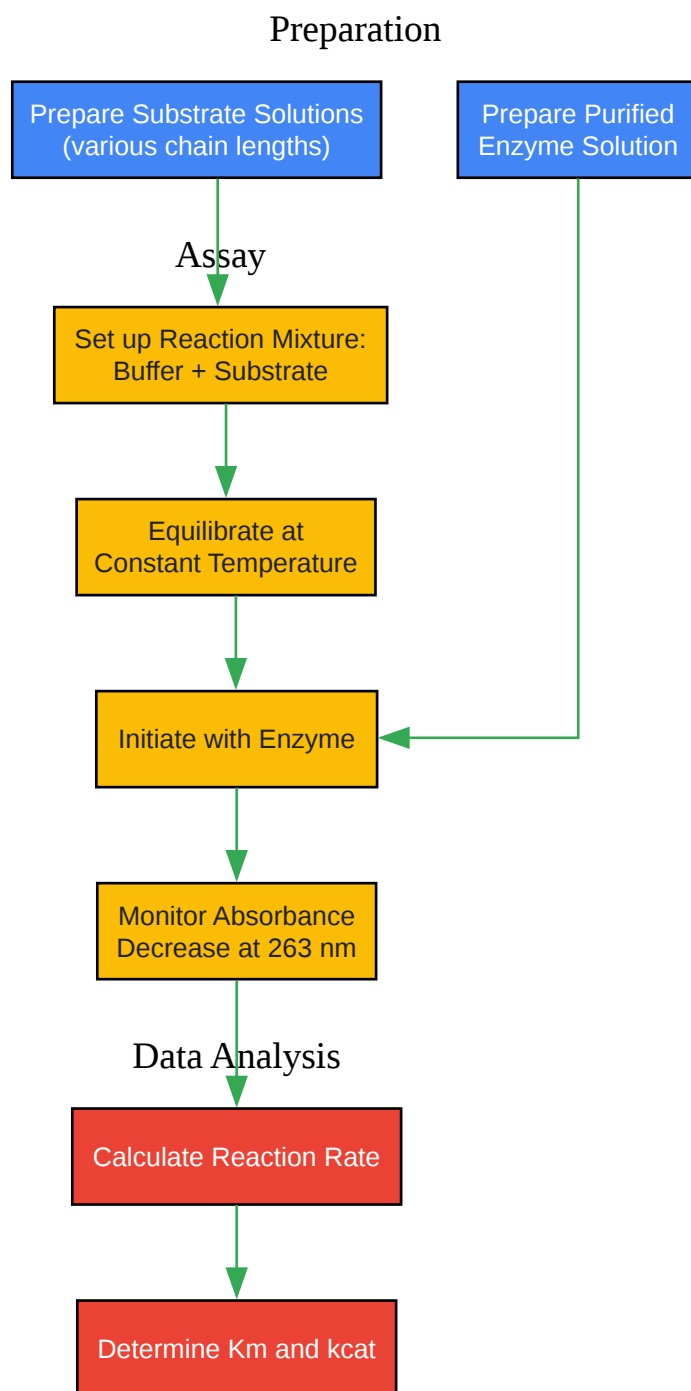 Preparation
Prepare Substrate Solutions
(various chain lengths)
Prepare Purified
Enzyme Solution
Assay
Set up Reaction Mixture:
Buffer + Substrate
Equilibrate at
Constant Temperature
Initiate with Enzyme
Monitor Absorbance
Decrease at 263 nm
Data Analysis
Calculate Reaction Rate
Determine Km and kcat